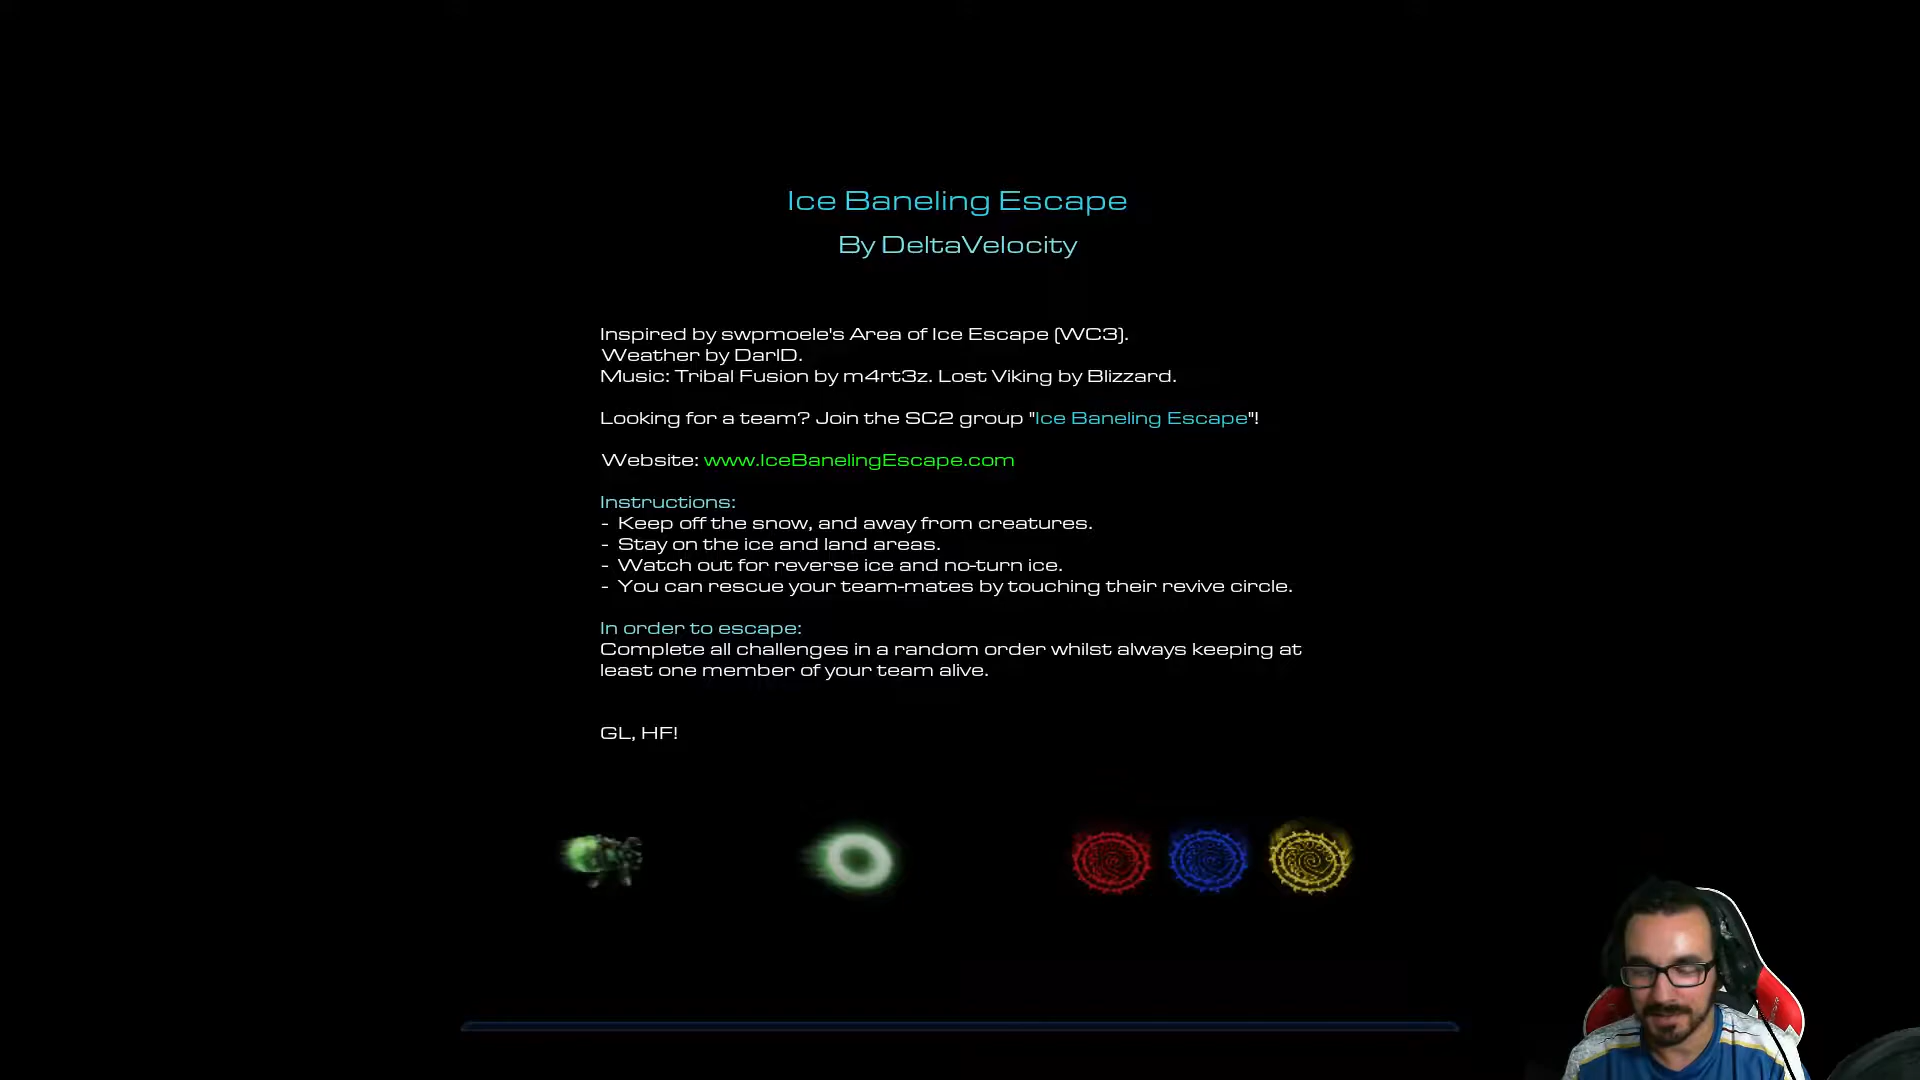 Ice Baneling Escape
By DeltaVelocity
Inspired by swpmoele's Area of Ice Escape (WC3).
Weather by DarlD.
Music: Tribal Fusion by m4rt3z. Lost Viking by Blizzard.
Looking for a team? Join the SC2 group "Ice Baneling Escape"!
Website: www.IceBanelingEscape.com
Instructions:
- Keep off the snow, and away from creatures.
- Stay on the ice and land areas.
- Watch out for reverse ice and no-turn ice.
- You can rescue your team-mates by touching their revive circle.
In order to escape:
Complete all challenges in a random order whilst always keeping at
least one member of your team alive.
GL, HF!